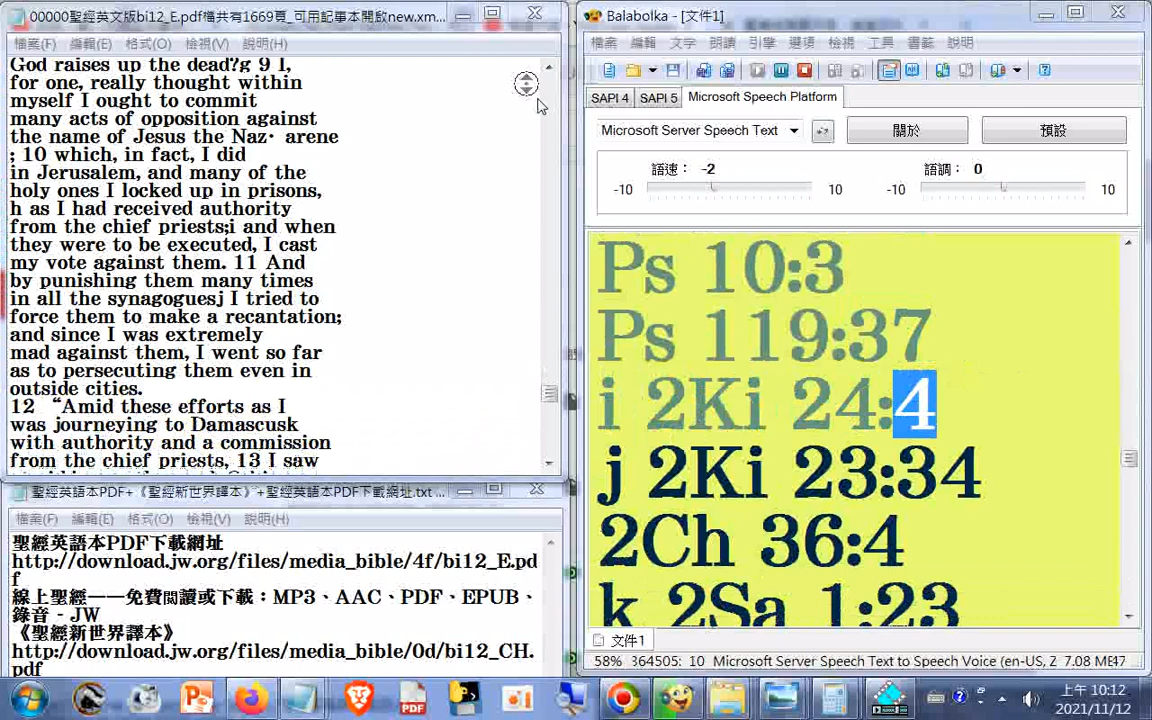 00000聖經英文版bi12_E.pdf檔共有1669頁_可用記事本開啟new.xm...
檔案(F) 編輯(E) 格式(O) 檢視(V) 說明(H)
God raises up the dead?g 9 I,
for one, really thought within
myself I ought to commit
many acts of opposition against
the name of Jesus the Naz· arene
; 10 which, in fact, I did
in Jerusalem, and many of the
holy ones I locked up in prisons,
h as I had received authority
from the chief priests;i and when
they were to be executed, I cast
my vote against them. 11 And
by punishing them many times
in all the synagoguesj I tried to
force them to make a recantation;
and since I was extremely
mad against them, I went so far
as to persecuting them even in
outside cities.
12 “Amid these efforts as I
was journeying to Damascusk
with authority and a commission
from the chief priests, 13 I saw
聖經英語本PDF+《聖經新世界譯本》+聖經英語本PDF下載網址.txt ...
檔案(F) 編輯(E) 格式(O) 檢視(V) 說明(H)
聖經英語本PDF下載網址
http://download.jw.org/files/media_bible/4f/bi12_E.pd
f
線上聖經——免費閱讀或下載：MP3、AAC、PDF、EPUB、
錄音 - JW
《聖經新世界譯本》
http://download.jw.org/files/media_bible/0d/bi12_CH.
pdf
Balabolka - [文件1]
檔案 編輯 文字 朗讀 引擎 選項 檢視 工具 書籤 說明
SAPI 4 SAPI 5 Microsoft Speech Platform
Microsoft Server Speech Text 關於 預設
語速： -2 語調： 0
-10 10 -10 10
Ps 10:3
Ps 119:37
i 2Ki 24:4
j 2Ki 23:34
2Ch 36:4
k 2Sa 1:23
文件1
58% 364505: 10 Microsoft Server Speech Text to Speech Voice (en-US, Z 7.08 MB
PDF
上午 10:12
2021/11/12